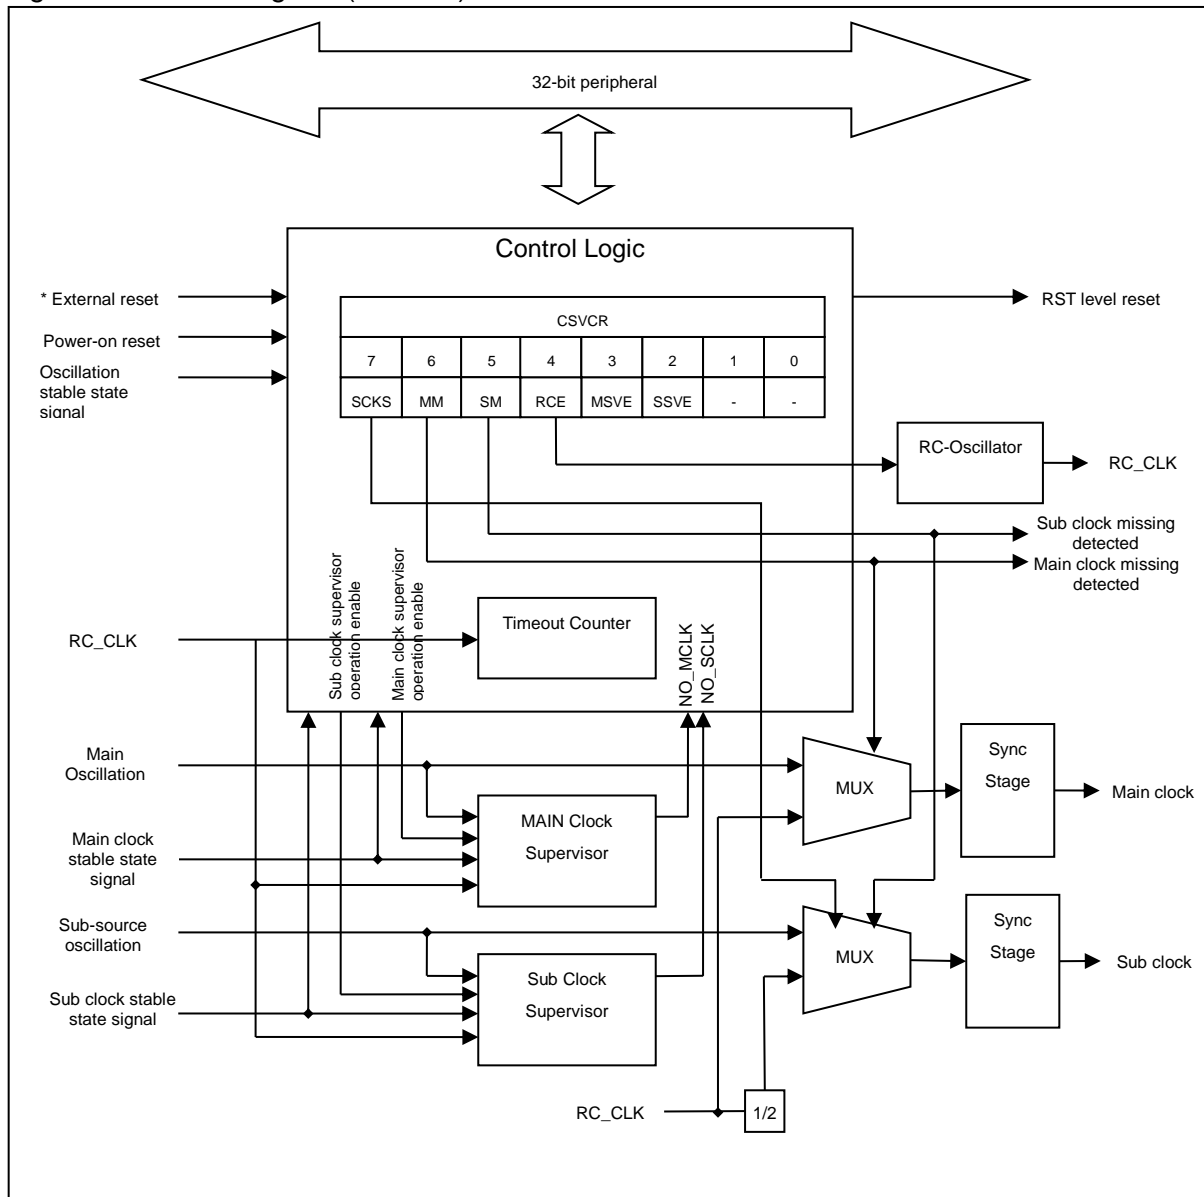 32-bit peripheral
Control Logic
* External reset
Power-on reset
Oscillation
stable state
signal
RST level reset
CSVCR
7 6 5 4 3 2 1 0
SCKS MM SM RCE MSVE SSVE - -
RC-Oscillator
RC_CLK
Sub clock missing
detected
Main clock missing
detected
Sub clock supervisor
operation enable
Main clock supervisor
operation enable
Timeout Counter
NO_MCLK
NO_SCLK
RC_CLK
Main
Oscillation
MAIN Clock
Supervisor
MUX
Sync
Stage
Main clock
Main clock
stable state
signal
Sub-source
oscillation
Sub Clock
Supervisor
MUX
Sync
Stage
Sub clock
Sub clock stable
state signal
RC_CLK
1/2